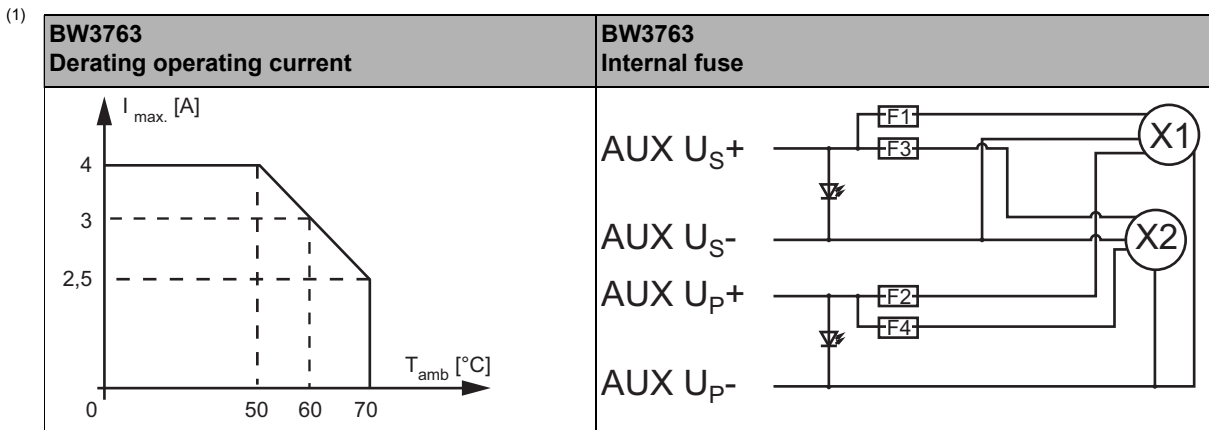 (1)
BW3763
Derating operating current
BW3763
Internal fuse
I max. [A]
4
3
2,5
0
50 60 70
Tamb [°C]
AUX US+
AUX US-
AUX UP+
AUX UP-
F1
F3
F2
F4
X1
X2